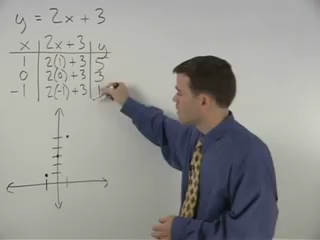 y = 2x + 3
x 2x+3 y
1 2(1)+3 5
0 2(0)+3 3
-1 2(-1)+3 1